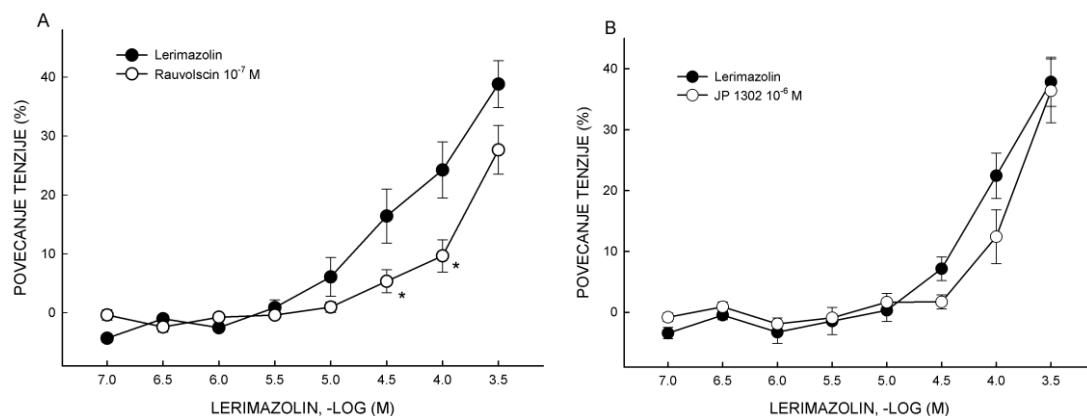 A
Lerimazolin
Rauvolscin 10-7 M
POVECANJE TENZIJE (%)
40
30
20
10
0
*
*
7.0 6.5 6.0 5.5 5.0 4.5 4.0 3.5
LERIMAZOLIN, -LOG (M)
B
Lerimazolin
JP 1302 10-6 M
POVECANJE TENZIJE (%)
40
30
20
10
0
7.0 6.5 6.0 5.5 5.0 4.5 4.0 3.5
LERIMAZOLIN, -LOG (M)